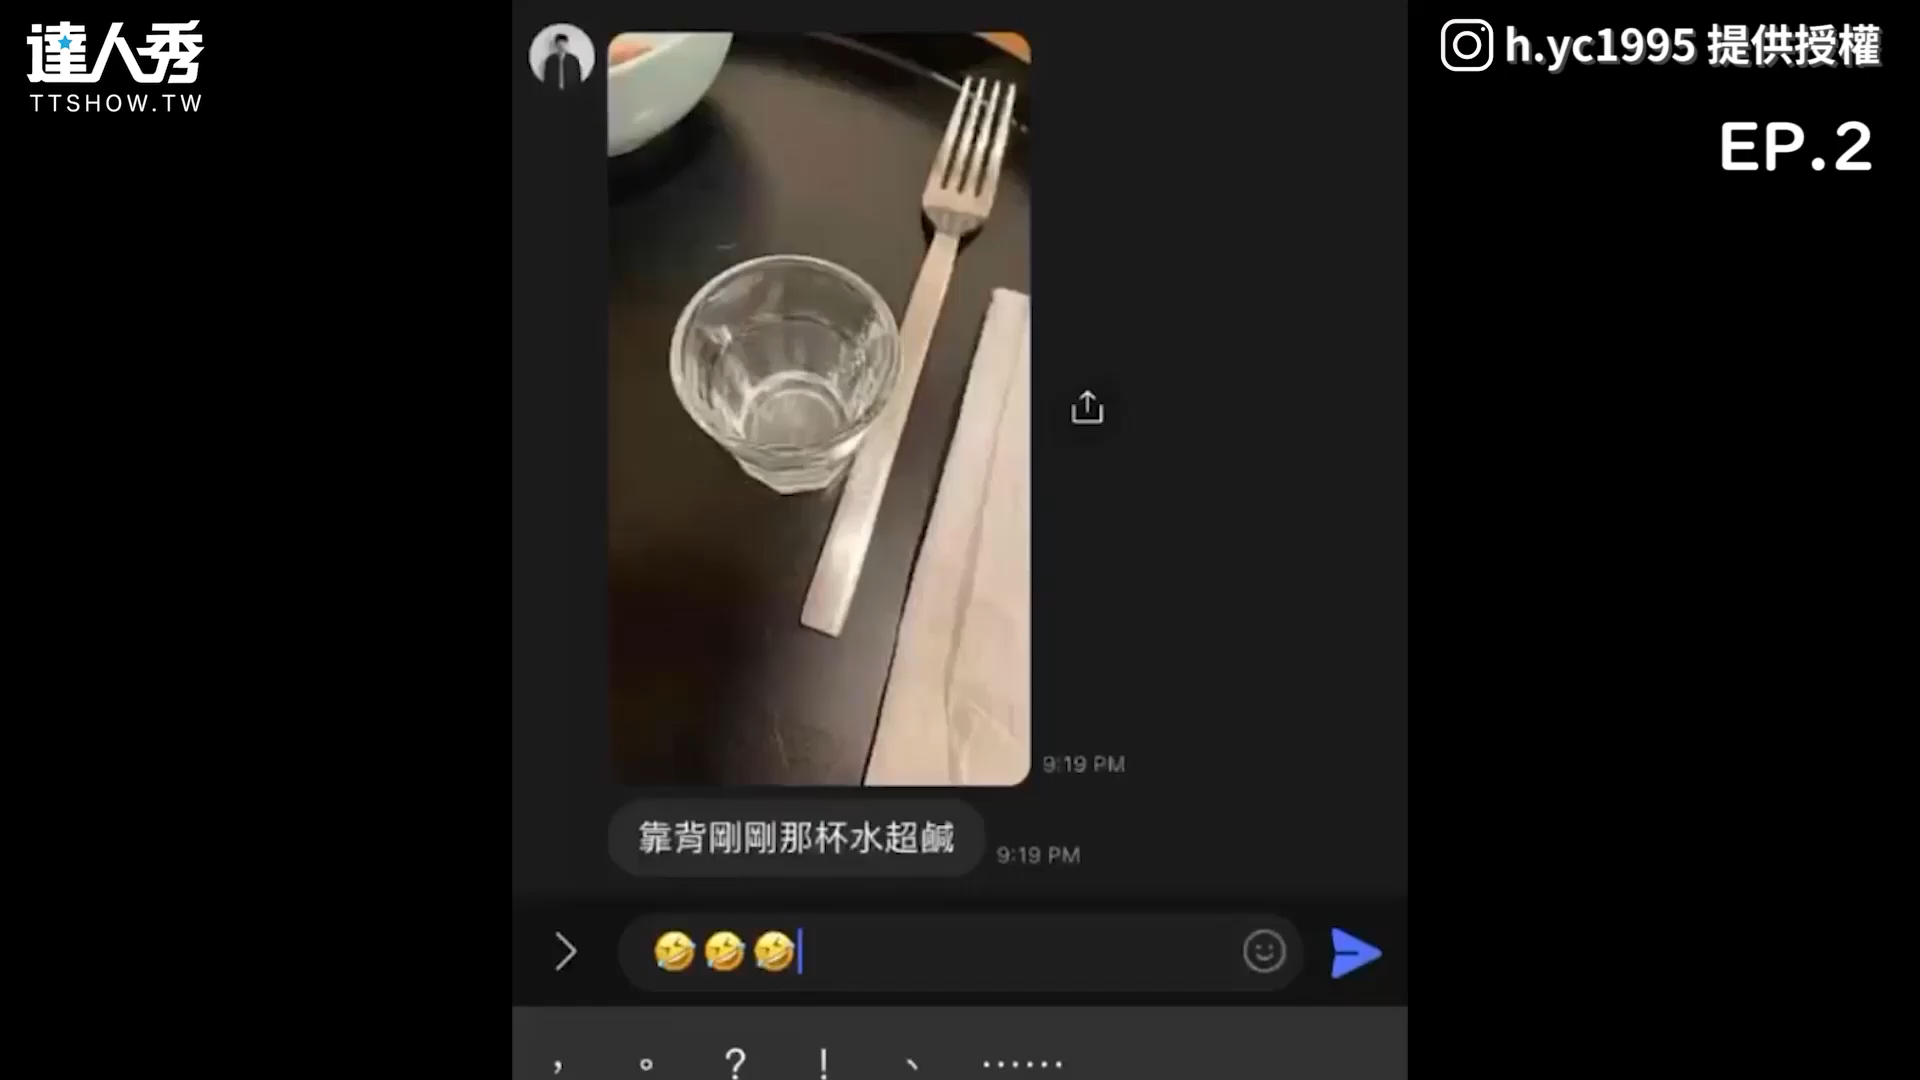 達人秀
TTSHOW.TW
h.yc1995 提供授權
EP.2
9:19 PM
靠背剛剛那杯水超鹹
9:19 PM
🤣🤣🤣
， 。 ? ! 、 ……